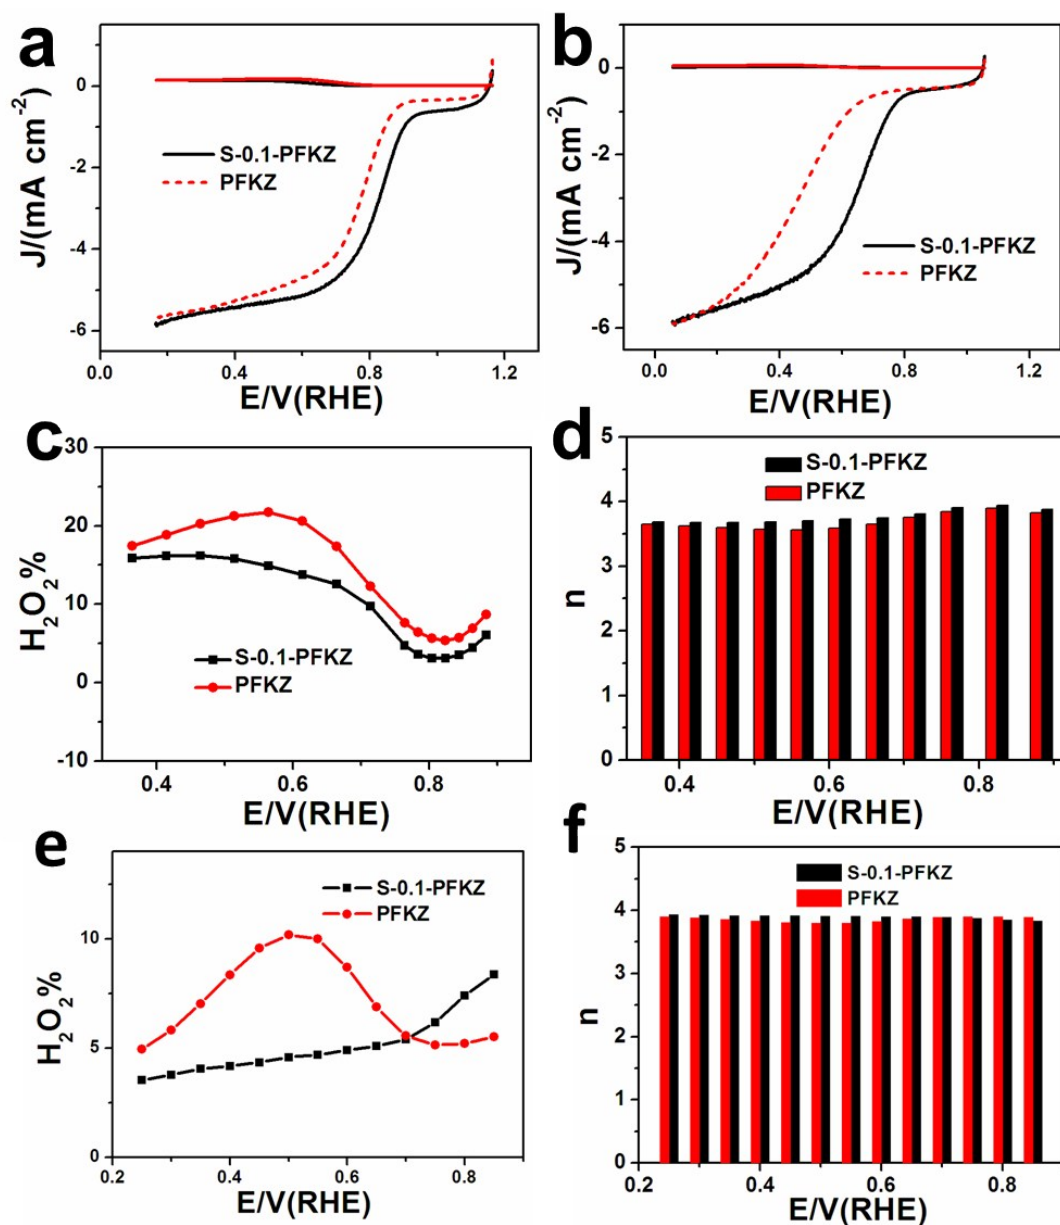 a
0
-2
-4
-6
J/(mA cm⁻²)
S-0.1-PFKZ
PFKZ
0.0 0.4 0.8 1.2
E/V(RHE)
b
0
-2
-4
-6
J/(mA cm⁻²)
S-0.1-PFKZ
PFKZ
0.0 0.4 0.8 1.2
E/V(RHE)
c
30
20
10
0
-10
H₂O₂%
S-0.1-PFKZ
PFKZ
0.4 0.6 0.8
E/V(RHE)
d
5
4
3
2
1
0
n
S-0.1-PFKZ
PFKZ
0.4 0.6 0.8
E/V(RHE)
e
10
5
0
H₂O₂%
S-0.1-PFKZ
PFKZ
0.2 0.4 0.6 0.8
E/V(RHE)
f
5
4
3
2
1
0
n
S-0.1-PFKZ
PFKZ
0.2 0.4 0.6 0.8
E/V(RHE)